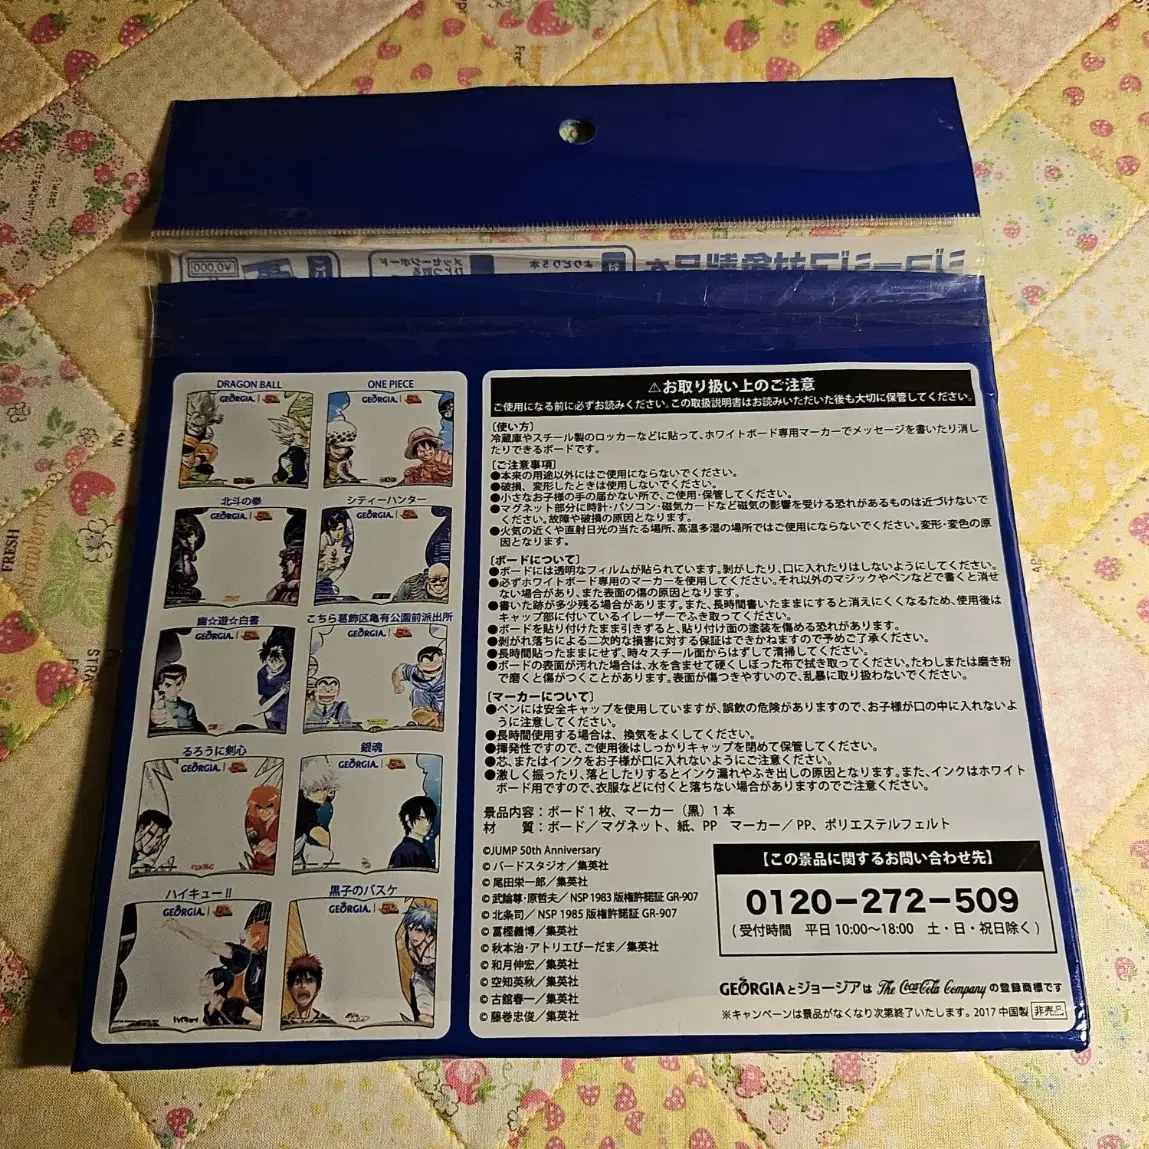 DRAGON BALL
ONE PIECE
GEORGIA
GEORGIA
北斗の拳
シティーハンター
GEORGIA
GEORGIA
幽☆遊☆白書
こちら葛飾区亀有公園前派出所
GEORGIA
GEORGIA
るろうに剣心
銀魂
GEORGIA
GEORGIA
ハイキュー!!
黒子のバスケ
GEORGIA
GEORGIA
⚠お取り扱い上のご注意
ご使用になる前に必ずお読みください。この取扱説明書はお読みいただいた後も大切に保管してください。
〔使い方〕
冷蔵庫やスチール製のロッカーなどに貼って、ホワイトボード専用マーカーでメッセージを書いたり消し
たりできるボードです。
〔ご注意事項〕
●本来の用途以外にはご使用にならないでください。
●破損、変形したときは使用しないでください。
●小さなお子様の手の届かない所で、ご使用・保管してください。
●マグネット部分に時計・パソコン・磁気カードなど磁気の影響を受ける恐れがあるものは近づけないで
ください。故障や破損の原因となります。
●火気の近くや直射日光の当たる場所、高温多湿の場所ではご使用にならないでください。変形・変色の原
因となります。
〔ボードについて〕
●ボードには透明なフィルムが貼られています。剥がしたり、口に入れたりはしないようにしてください。
●必ずホワイトボード専用のマーカーを使用してください。それ以外のマジックやペンなどで書くと消せ
ない場合があり、また表面の傷の原因となります。
●書いた跡が多少残る場合があります。また、長時間書いたままにすると消えにくくなるため、使用後は
キャップ部に付いているイレーザーでふき取ってください。
●ボードを貼り付けたまま引きずると、貼り付け面の塗装を傷める恐れがあります。
●剥がれ落ちによる二次的な損害に対する保証はできかねますので予めご了承ください。
●長時間貼ったままにせず、時々スチール面からはずして清掃してください。
●ボードの表面が汚れた場合は、水を含ませて硬くしぼった布で拭き取ってください。たわしまたは磨き粉
で磨くと傷がつくことがあります。表面が傷つきやすいので、乱暴に取り扱わないでください。
〔マーカーについて〕
●ペンには安全キャップを使用していますが、誤飲の危険がありますので、お子様が口の中に入れないよ
うに注意してください。
●長時間使用する場合は、換気をよくしてください。
●揮発性ですので、ご使用後はしっかりキャップを閉めて保管してください。
●芯、またはインクをお子様が口に入れないようにしてください。
●激しく振ったり、落としたりするとインク漏れやふき出しの原因となります。また、インクはホワイト
ボード用ですので、衣服などに付くと落ちない場合がありますのでご注意ください。
景品内容：ボード1枚、マーカー（黒）1本
材　質：ボード／マグネット、紙、PP　マーカー／PP、ポリエステルフェルト
©JUMP 50th Anniversary
© バードスタジオ／集英社
© 尾田栄一郎／集英社
© 武論尊・原哲夫／NSP 1983 版権許諾証 GR-907
© 北条司／NSP 1985 版権許諾証 GR-907
© 冨樫義博／集英社
© 秋本治・アトリエびーだま／集英社
© 和月伸宏／集英社
© 空知英秋／集英社
© 古舘春一／集英社
© 藤巻忠俊／集英社
【この景品に関するお問い合わせ先】
0120-272-509
(受付時間　平日 10:00～18:00　土・日・祝日除く)
GEORGIAとジョージアは The Coca-Cola Company の登録商標です
※キャンペーンは景品がなくなり次第終了いたします。2017 中国製 非売品